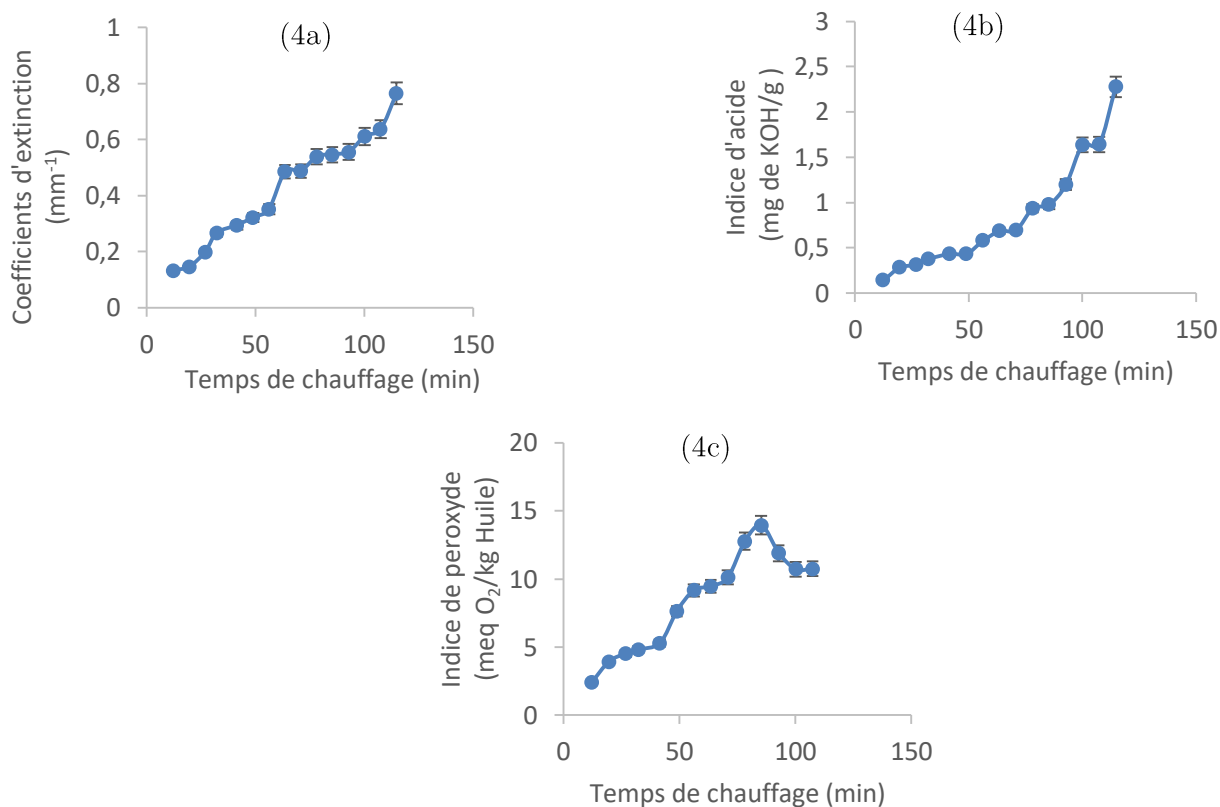 (4a)
Coefficients d'extinction
(mm⁻¹)
1
0,8
0,6
0,4
0,2
0
0
50
100
150
Temps de chauffage (min)
(4b)
Indice d'acide
(mg de KOH/g )
3
2,5
2
1,5
1
0,5
0
0
50
100
150
Temps de chauffage (min)
(4c)
Indice de peroxyde
(meq O₂/kg Huile)
20
15
10
5
0
0
50
100
150
Temps de chauffage (min)